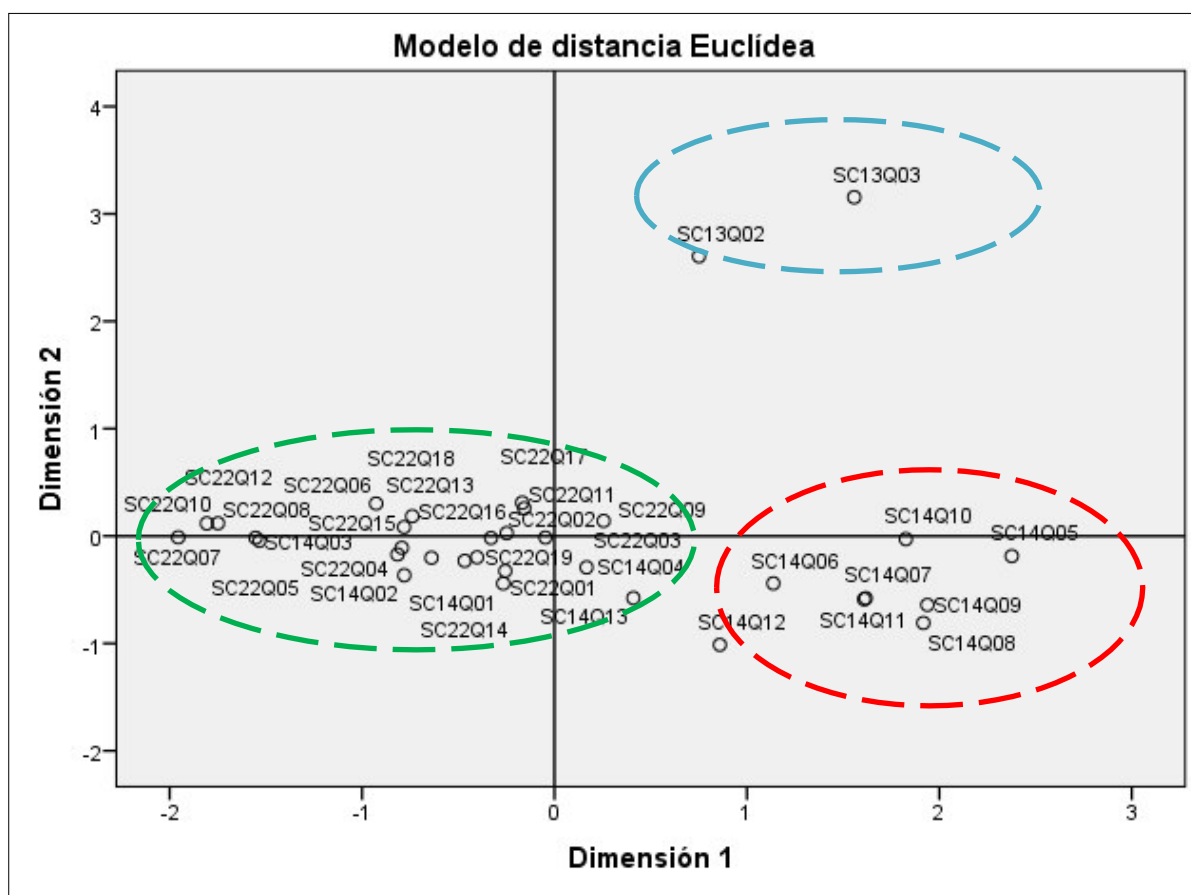 Modelo de distancia Euclídea
4
3
2
1
0
-1
-2
Dimensión 2
SC13Q03
SC13Q02
SC22Q18
SC22Q17
SC22Q12
SC22Q06
SC22Q13
SC22Q10
SC22Q08
SC22Q11
SC22Q09
SC22Q15
SC22Q16
SC22Q02
SC14Q10
SC14Q05
SC22Q07
SC14Q03
SC22Q19
SC22Q03
SC22Q04
SC14Q04
SC14Q06
SC14Q07
SC22Q05
SC14Q02
SC22Q01
SC14Q01
SC14Q13
SC14Q12
SC14Q11
SC14Q09
SC22Q14
SC14Q08
-2
-1
0
1
2
3
Dimensión 1